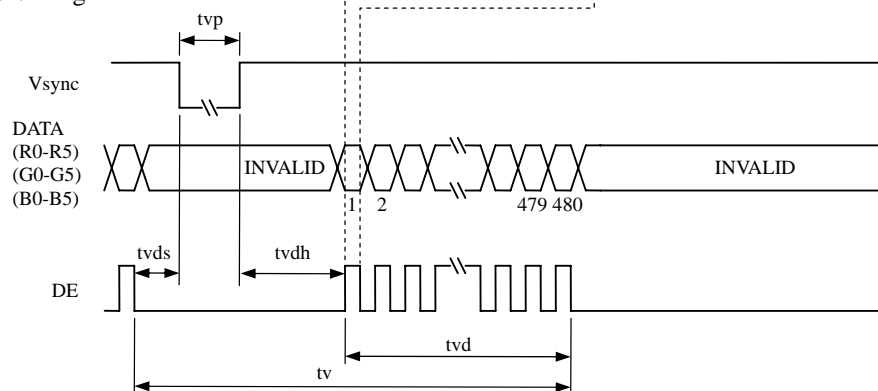 tvp
Vsync
DATA
(R0-R5)
(G0-G5)
(B0-B5)
INVALID
INVALID
1 2 479 480
tvds
tvdh
DE
tvd
tv